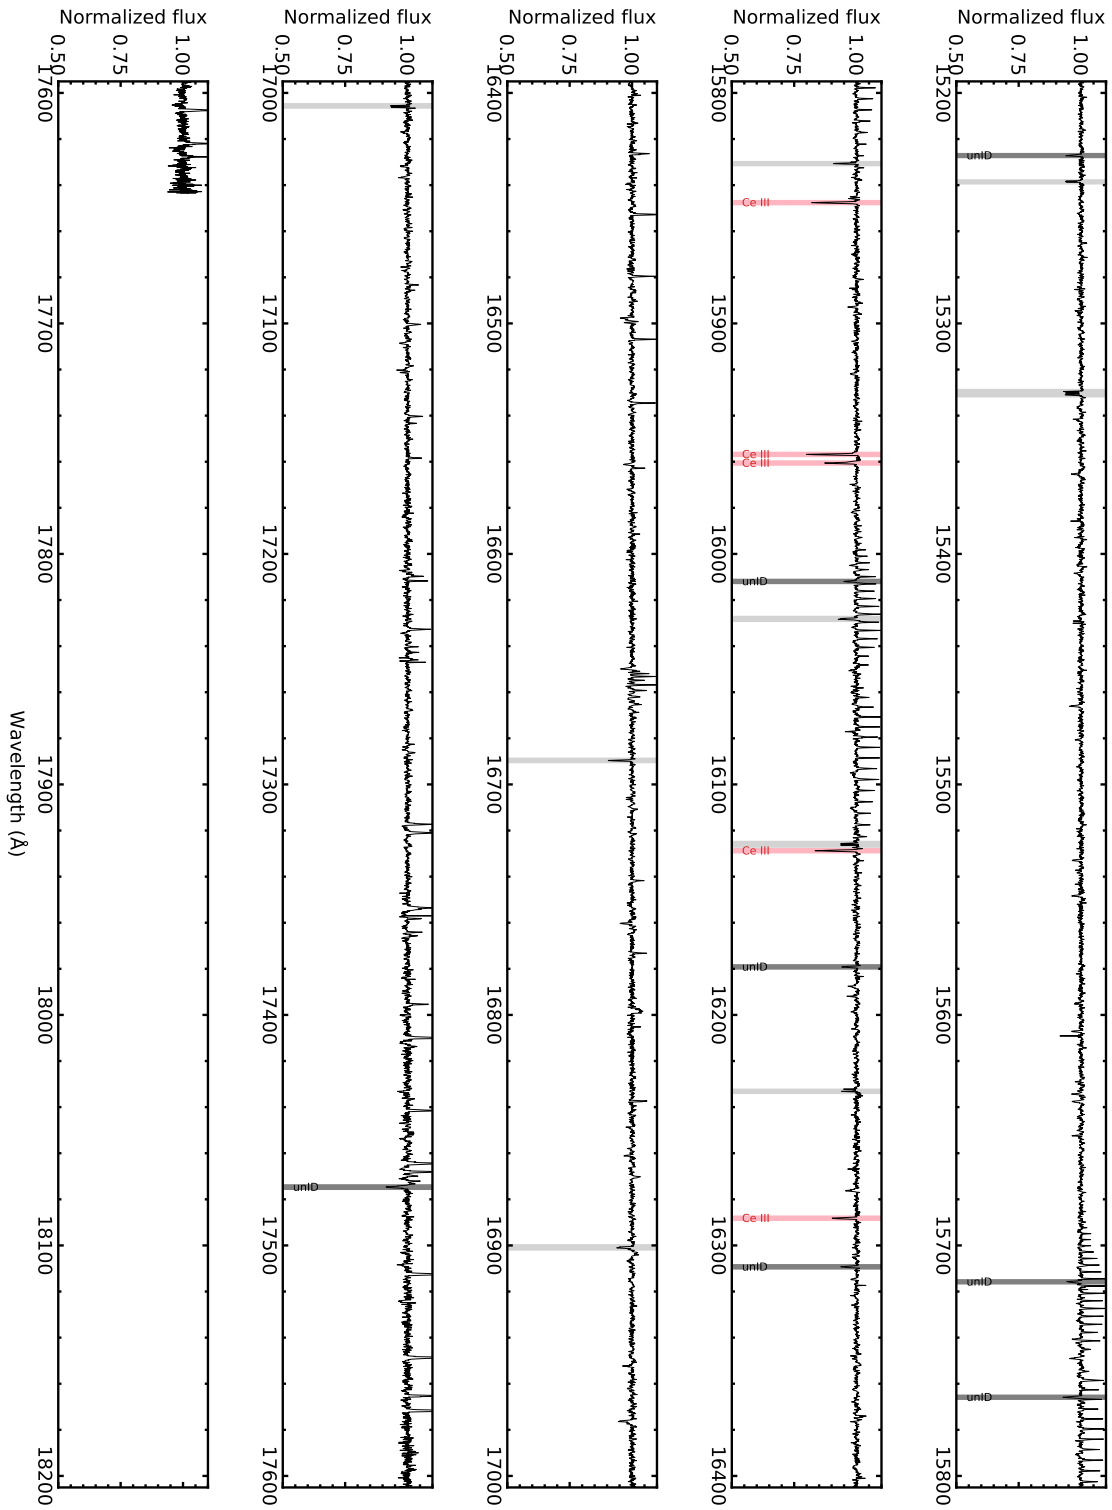 Normalized flux
1.00
0.75
0.50
unID
unID
unID
15200 15300 15400 15500 15600 15700 15800
Normalized flux
1.00
0.75
0.50
Ce III
Ce III
Ce III
unID
Ce III
unID
Ce III
unID
15800 15900 16000 16100 16200 16300 16400
Normalized flux
1.00
0.75
0.50
16400 16500 16600 16700 16800 16900 17000
Normalized flux
1.00
0.75
0.50
unID
17000 17100 17200 17300 17400 17500 17600
Normalized flux
1.00
0.75
0.50
17600 17700 17800 17900 18000 18100 18200
Wavelength (Å)